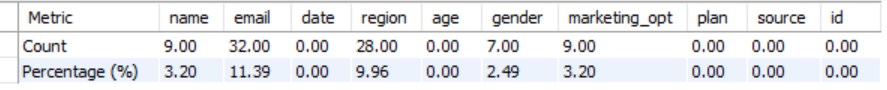 Metric name email date region age gender marketing_opt plan source id
Count 9.00 32.00 0.00 28.00 0.00 7.00 9.00 0.00 0.00 0.00
Percentage (%) 3.20 11.39 0.00 9.96 0.00 2.49 3.20 0.00 0.00 0.00